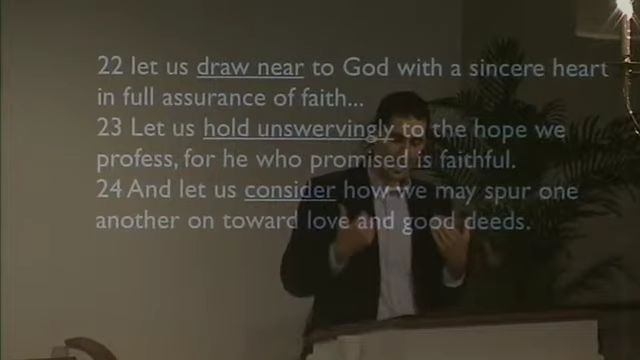 22 let us draw near to God with a sincere heart
in full assurance of faith...
23 Let us hold unswervingly to the hope we
profess, for he who promised is faithful.
24 And let us consider how we may spur one
another on toward love and good deeds.